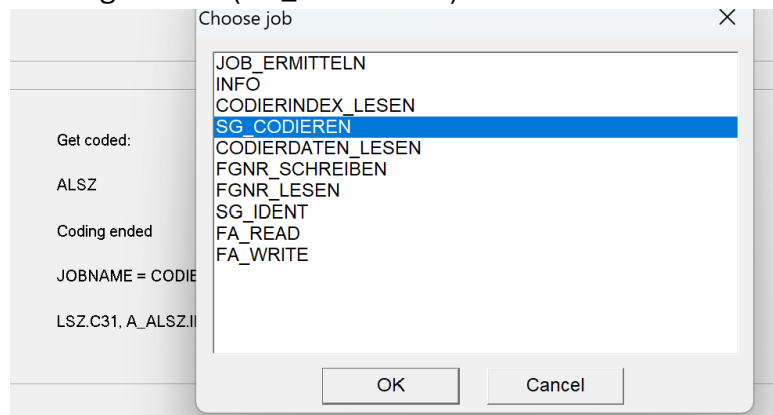 Choose job
JOB_ERMITTELN
INFO
CODIERINDEX_LESEN
SG_CODIEREN
CODIERDATEN_LESEN
FGNR_SCHREIBEN
FGNR_LESEN
SG_IDENT
FA_READ
FA_WRITE
OK
Cancel
Get coded:
ALSZ
Coding ended
JOBNAME = CODIE
LSZ.C31, A_ALSZ.I